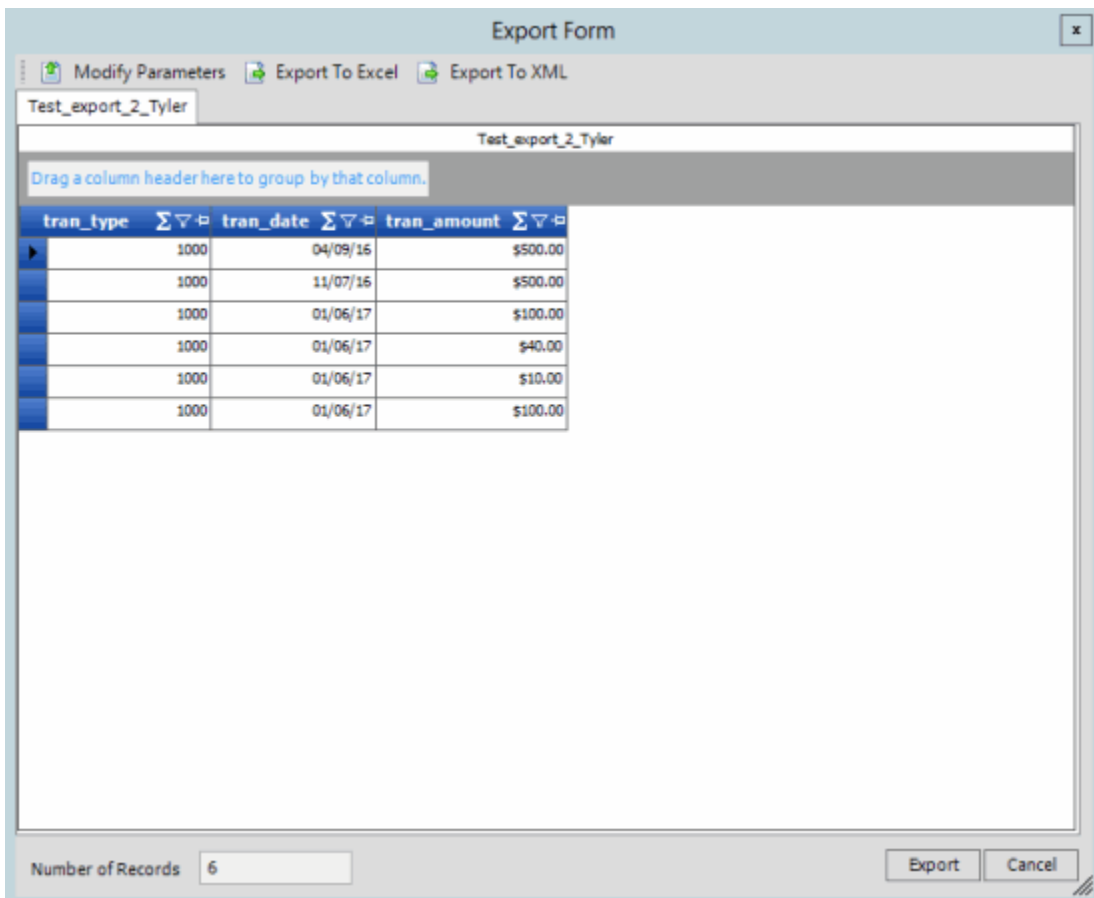 Export Form
x
Modify Parameters Export To Excel Export To XML
Test_export_2_Tyler
Test_export_2_Tyler
Drag a column header here to group by that column.
tran_type Σ tran_date Σ tran_amount Σ
1000 04/09/16 $500.00
1000 11/07/16 $500.00
1000 01/06/17 $100.00
1000 01/06/17 $40.00
1000 01/06/17 $10.00
1000 01/06/17 $100.00
Number of Records 6 Export Cancel